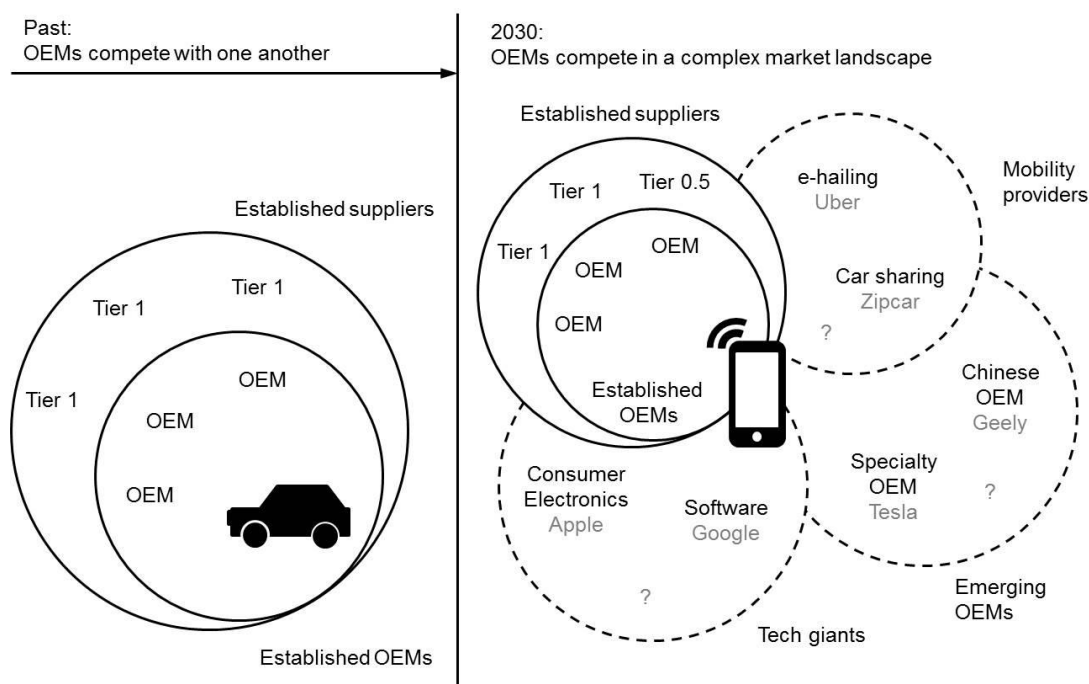 Past:
OEMs compete with one another
Established suppliers
Tier 1
Tier 1
Tier 1
OEM
OEM
OEM
Established OEMs
2030:
OEMs compete in a complex market landscape
Established suppliers
Tier 1
Tier 0.5
Tier 1
OEM
OEM
OEM
Established
OEMs
e-hailing
Uber
Car sharing
Zipcar
?
Mobility
providers
Chinese
OEM
Geely
Specialty
OEM
Tesla
?
Emerging
OEMs
Consumer
Electronics
Apple
Software
Google
?
Tech giants